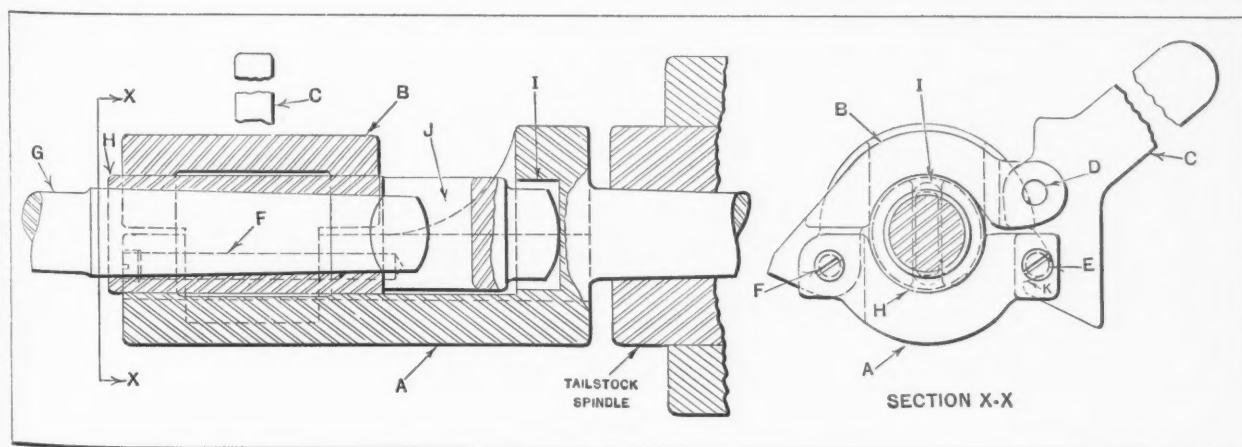 X
G
H
C
B
J
I
F
X
A
TAILSTOCK
SPINDLE
B
I
D
C
F
E
K
H
A
SECTION X-X